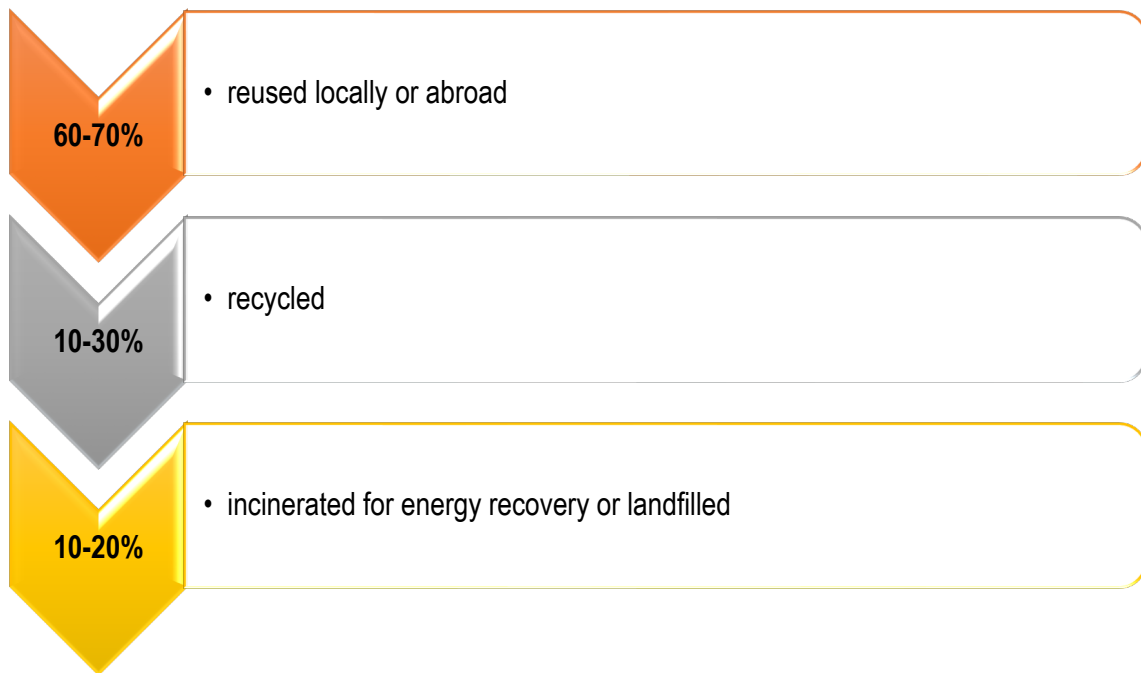 60-70%
• reused locally or abroad
10-30%
• recycled
10-20%
• incinerated for energy recovery or landfilled